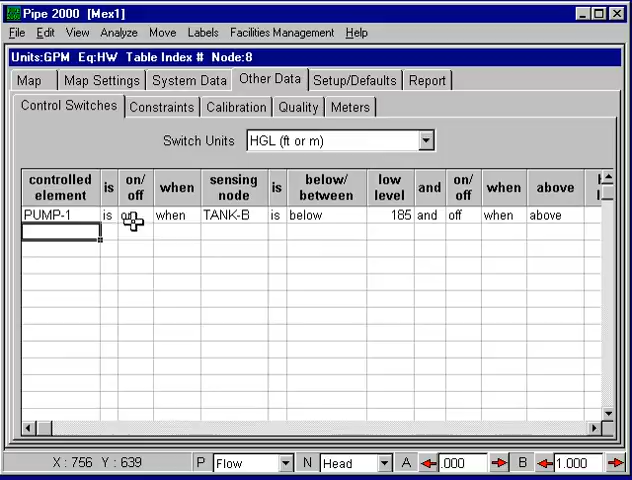 Pipe 2000 [Mex1]
File Edit View Analyze Move Labels Facilities Management Help
Units:GPM Eq:HW Table Index # Node:8
Map Map Settings System Data Other Data Setup/Defaults Report
Control Switches Constraints Calibration Quality Meters
Switch Units HGL (ft or m)
controlled element is on/ off when sensing node is below/ between low level and on/ off when above
PUMP-1 is on when TANK-B is below 185 and off when above
X : 756 Y : 639 P Flow N Head A .000 B 1.000